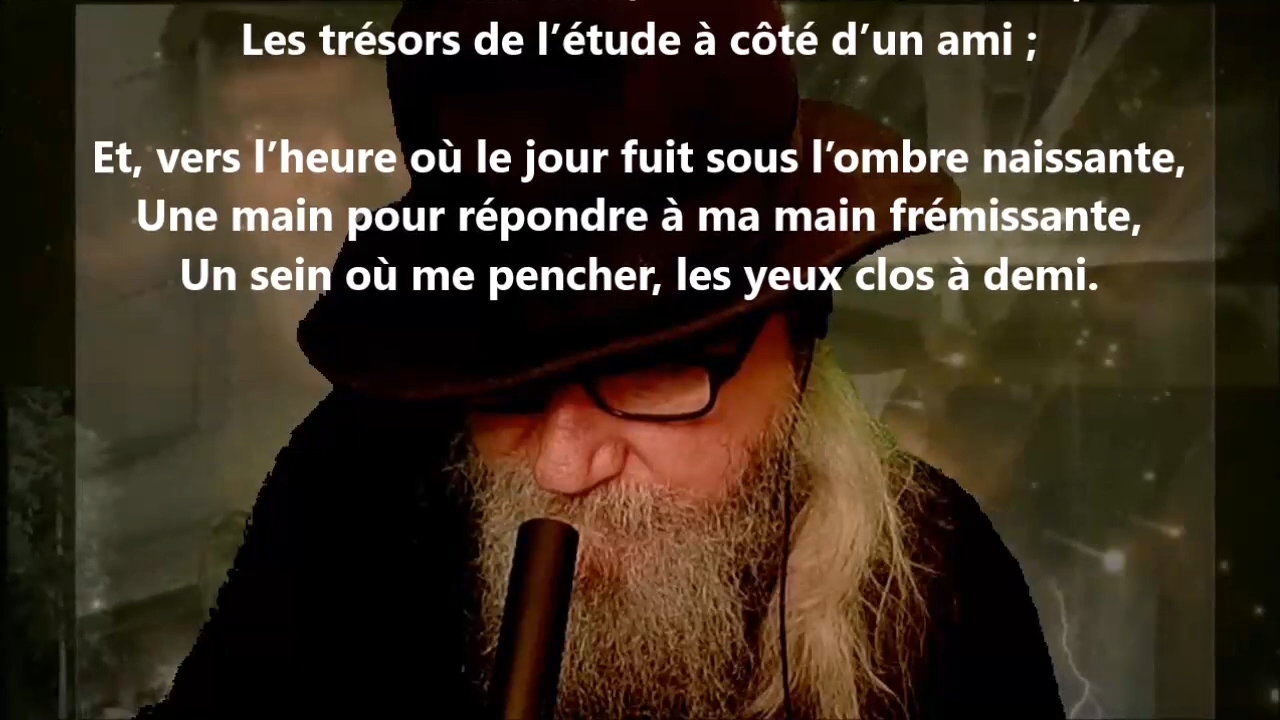 Les trésors de l’étude à côté d’un ami ;
Et, vers l’heure où le jour fuit sous l’ombre naissante,
Une main pour répondre à ma main frémissante,
Un sein où me pencher, les yeux clos à demi.